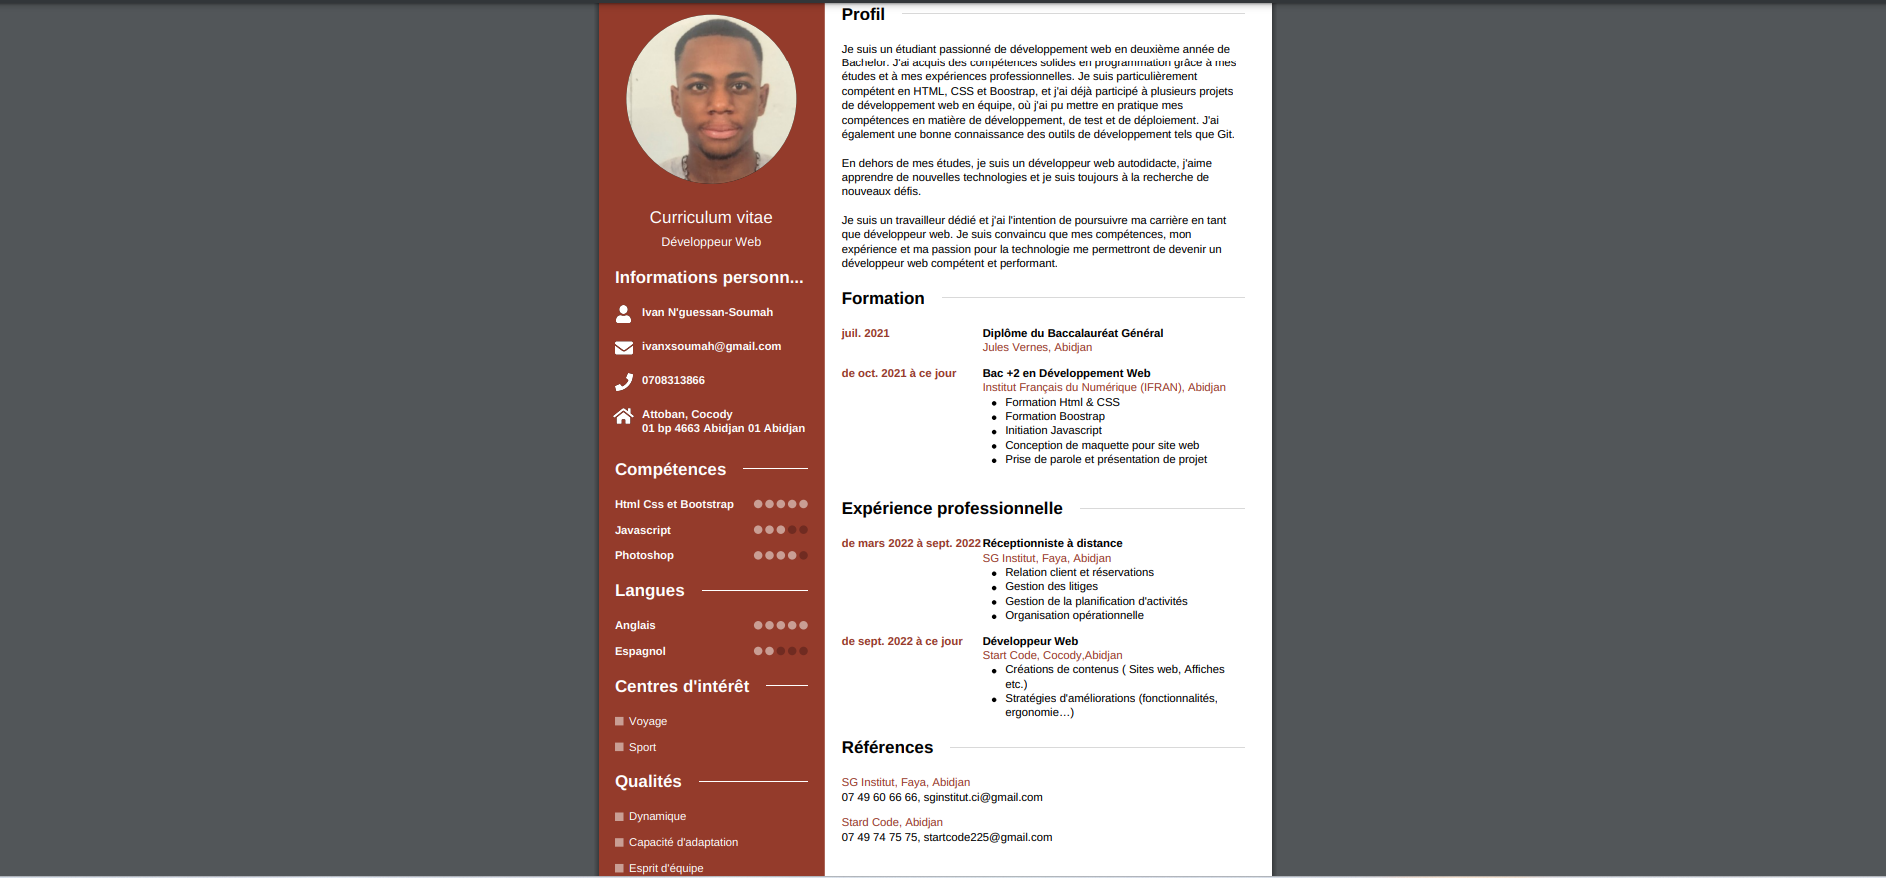 Curriculum vitae
Développeur Web
Informations personn...
Ivan N'guessan-Soumah
ivanxsoumah@gmail.com
0708313866
Attoban, Cocody
01 bp 4663 Abidjan 01 Abidjan
Compétences
Html Css et Bootstrap
Javascript
Photoshop
Langues
Anglais
Espagnol
Centres d'intérêt
Voyage
Sport
Qualités
Dynamique
Capacité d'adaptation
Esprit d'équipe
Profil
Je suis un étudiant passionné de développement web en deuxième année de
Bachelor. J'ai acquis des compétences solides en programmation grâce à mes
études et à mes expériences professionnelles. Je suis particulièrement
compétent en HTML, CSS et Boostrap, et j'ai déjà participé à plusieurs projets
de développement web en équipe, où j'ai pu mettre en pratique mes
compétences en matière de développement, de test et de déploiement. J'ai
également une bonne connaissance des outils de développement tels que Git.
En dehors de mes études, je suis un développeur web autodidacte, j'aime
apprendre de nouvelles technologies et je suis toujours à la recherche de
nouveaux défis.
Je suis un travailleur dédié et j'ai l'intention de poursuivre ma carrière en tant
que développeur web. Je suis convaincu que mes compétences, mon
expérience et ma passion pour la technologie me permettront de devenir un
développeur web compétent et performant.
Formation
juil. 2021 Diplôme du Baccalauréat Général
Jules Vernes, Abidjan
de oct. 2021 à ce jour Bac +2 en Développement Web
Institut Français du Numérique (IFRAN), Abidjan
Formation Html & CSS
Formation Boostrap
Initiation Javascript
Conception de maquette pour site web
Prise de parole et présentation de projet
Expérience professionnelle
de mars 2022 à sept. 2022 Réceptionniste à distance
SG Institut, Faya, Abidjan
Relation client et réservations
Gestion des litiges
Gestion de la planification d'activités
Organisation opérationnelle
de sept. 2022 à ce jour Développeur Web
Start Code, Cocody,Abidjan
Créations de contenus ( Sites web, Affiches
etc.)
Stratégies d'améliorations (fonctionnalités,
ergonomie…)
Références
SG Institut, Faya, Abidjan
07 49 60 66 66, sginstitut.ci@gmail.com
Stard Code, Abidjan
07 49 74 75 75, startcode225@gmail.com